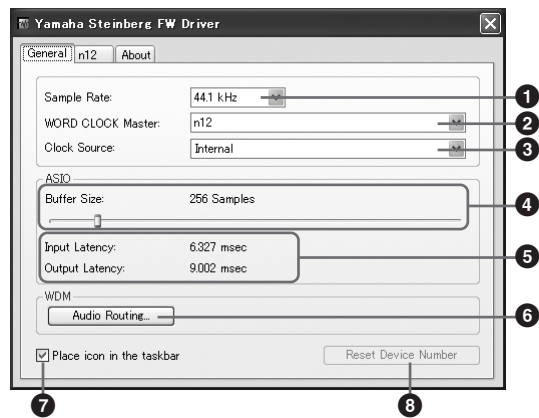 Yamaha Steinberg FW Driver
General n12 About
Sample Rate: 44.1 kHz 1
WORD CLOCK Master: n12 2
Clock Source: Internal 3
ASIO
Buffer Size: 256 Samples 4
Input Latency: 6.327 msec 5
Output Latency: 9.002 msec
WDM
Audio Routing... 6
Place icon in the taskbar Reset Device Number
7 8